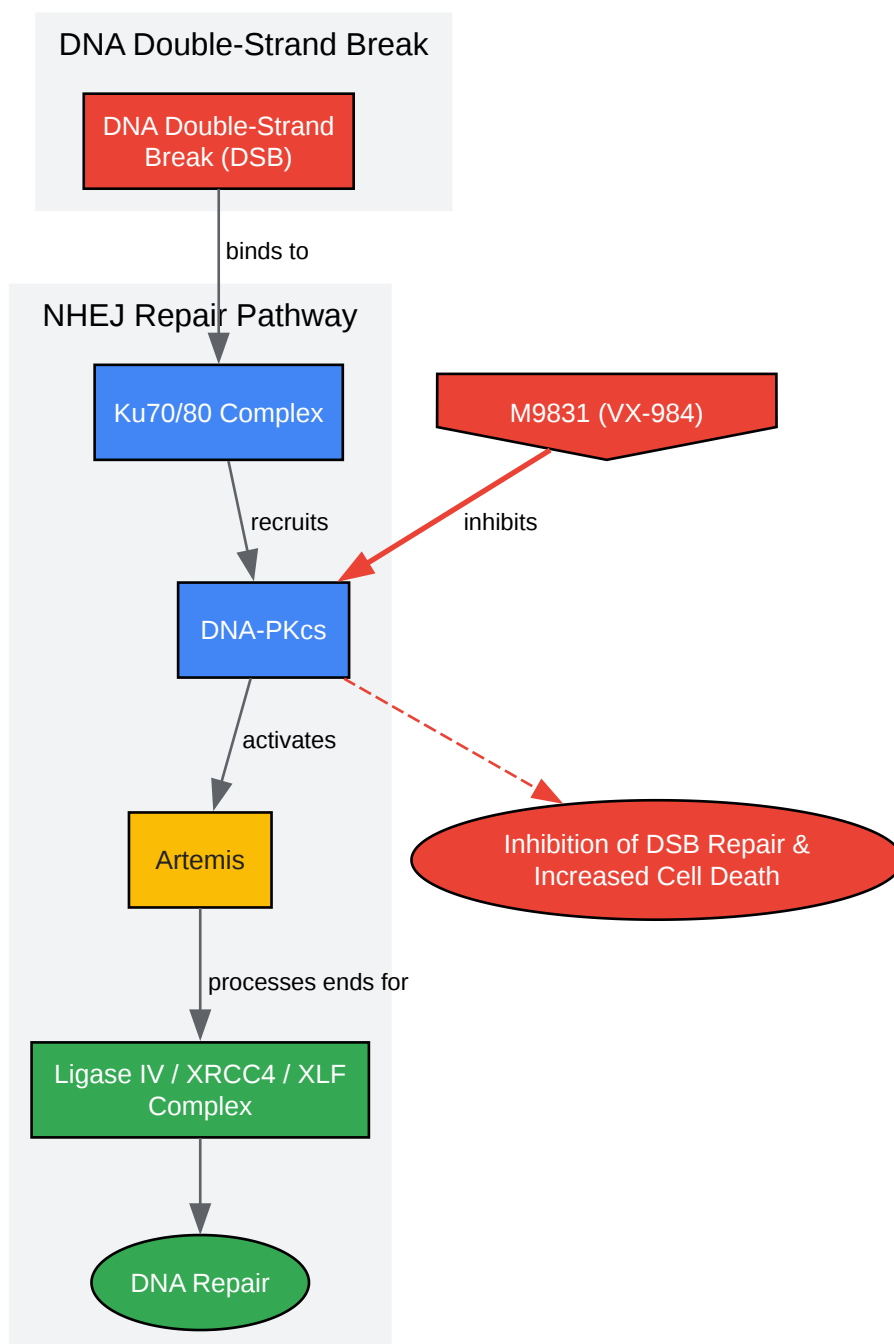 DNA Double-Strand Break
DNA Double-Strand
Break (DSB)
binds to
NHEJ Repair Pathway
Ku70/80 Complex
M9831 (VX-984)
recruits
inhibits
DNA-PKcs
activates
Artemis
Inhibition of DSB Repair &
Increased Cell Death
processes ends for
Ligase IV / XRCC4 / XLF
Complex
DNA Repair